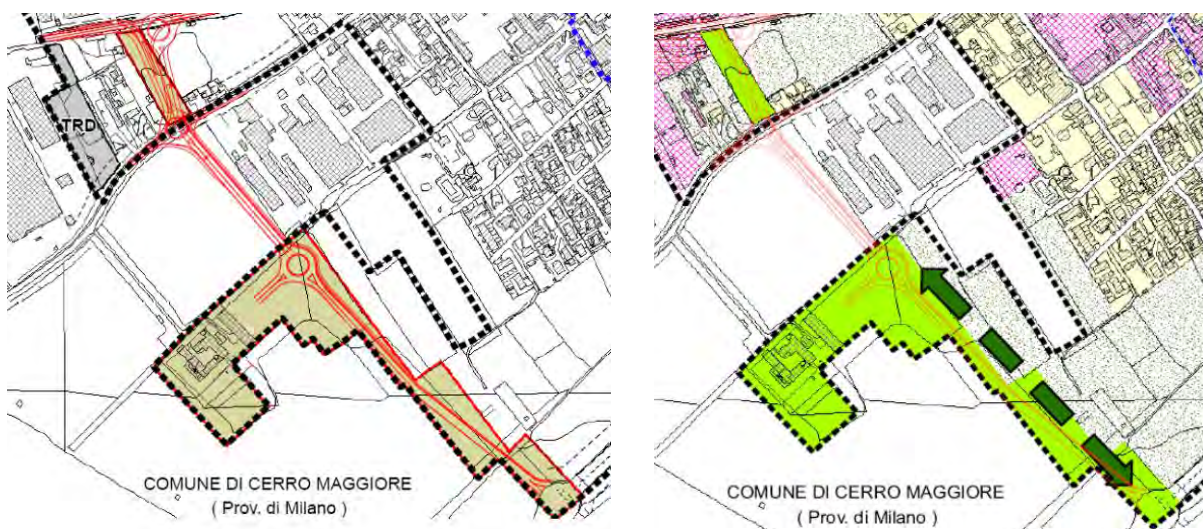 TRD
COMUNE DI CERRO MAGGIORE
( Prov. di Milano )
COMUNE DI CERRO MAGGIORE
( Prov. di Milano )